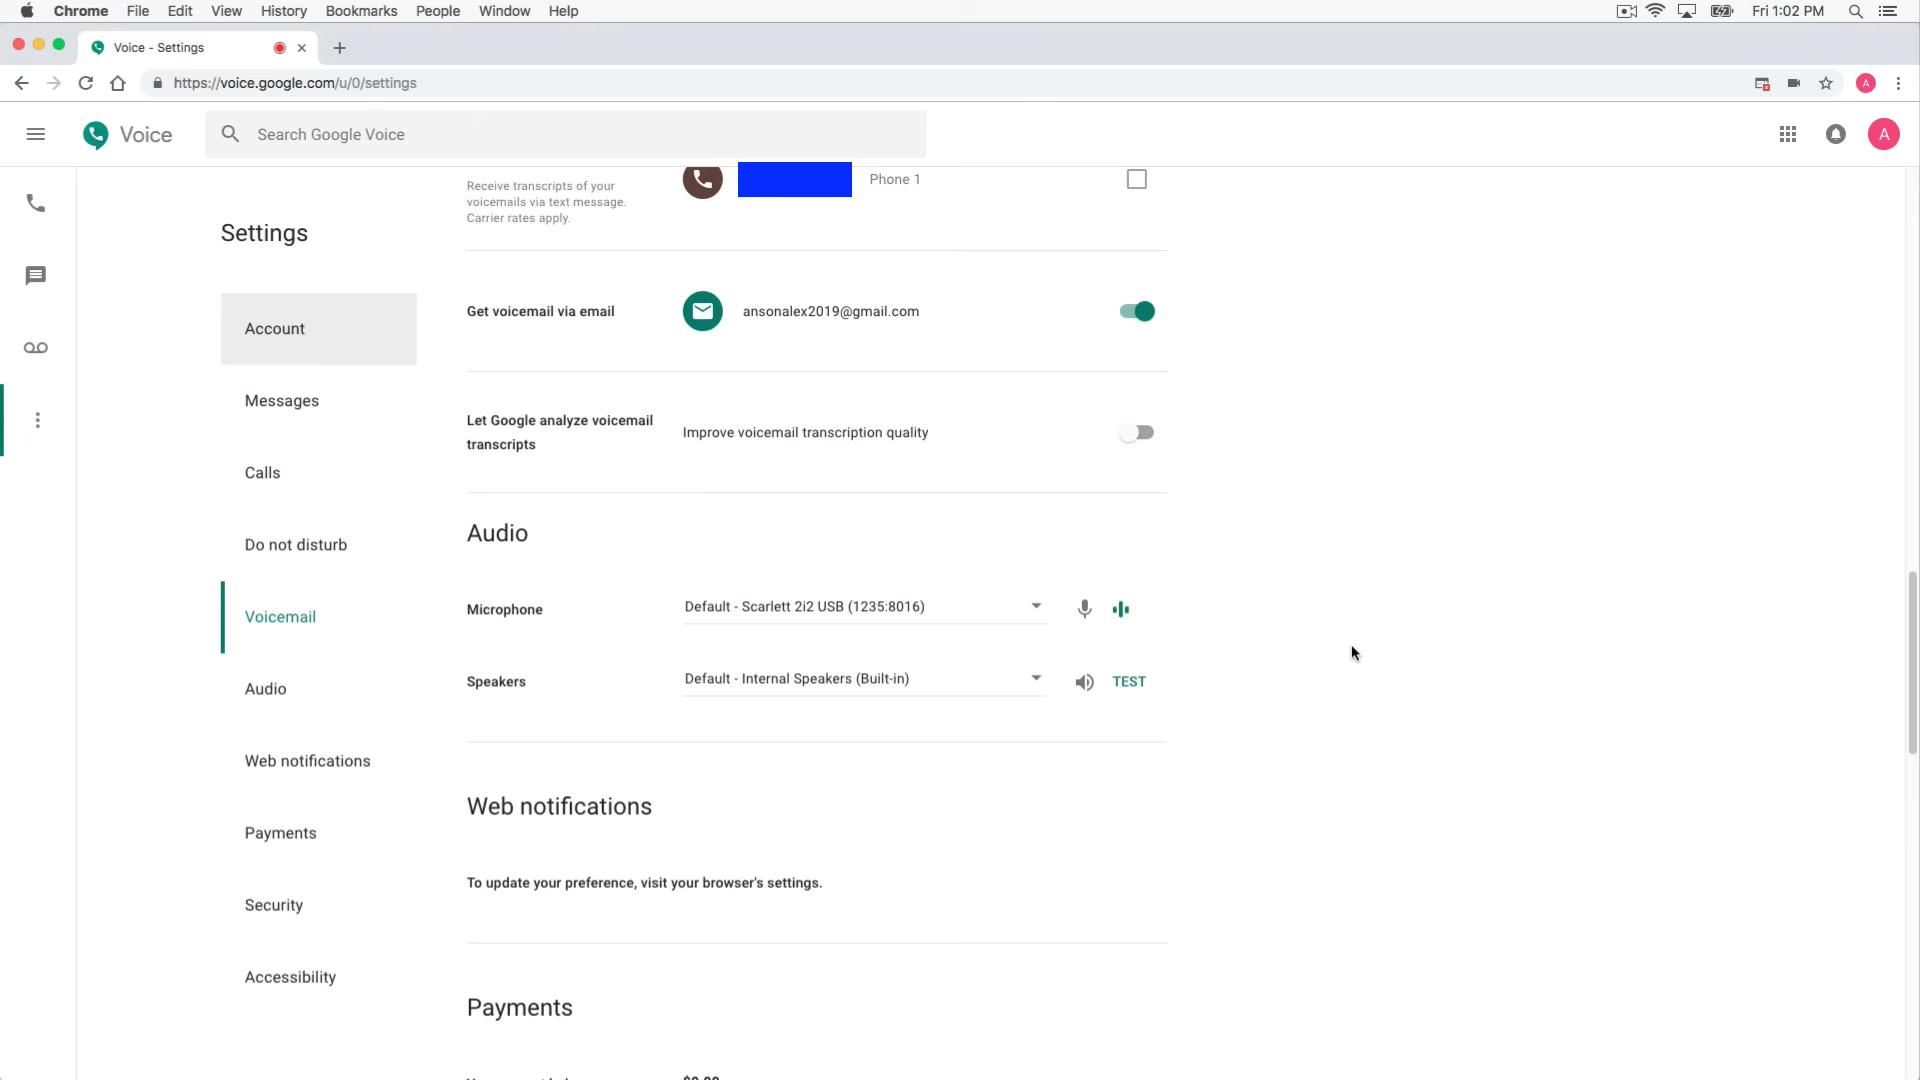 Chrome File Edit View History Bookmarks People Window Help Fri 1:02 PM
Voice - Settings
https://voice.google.com/u/0/settings
A
Voice
Search Google Voice
A
Phone 1
Receive transcripts of your
voicemails via text message.
Carrier rates apply.
Settings
Account
Messages
Calls
Do not disturb
Voicemail
Audio
Web notifications
Payments
Security
Accessibility
Get voicemail via email
ansonalex2019@gmail.com
Let Google analyze voicemail
transcripts
Improve voicemail transcription quality
Audio
Microphone
Default - Scarlett 2i2 USB (1235:8016)
Speakers
Default - Internal Speakers (Built-in)
TEST
Web notifications
To update your preference, visit your browser's settings.
Payments